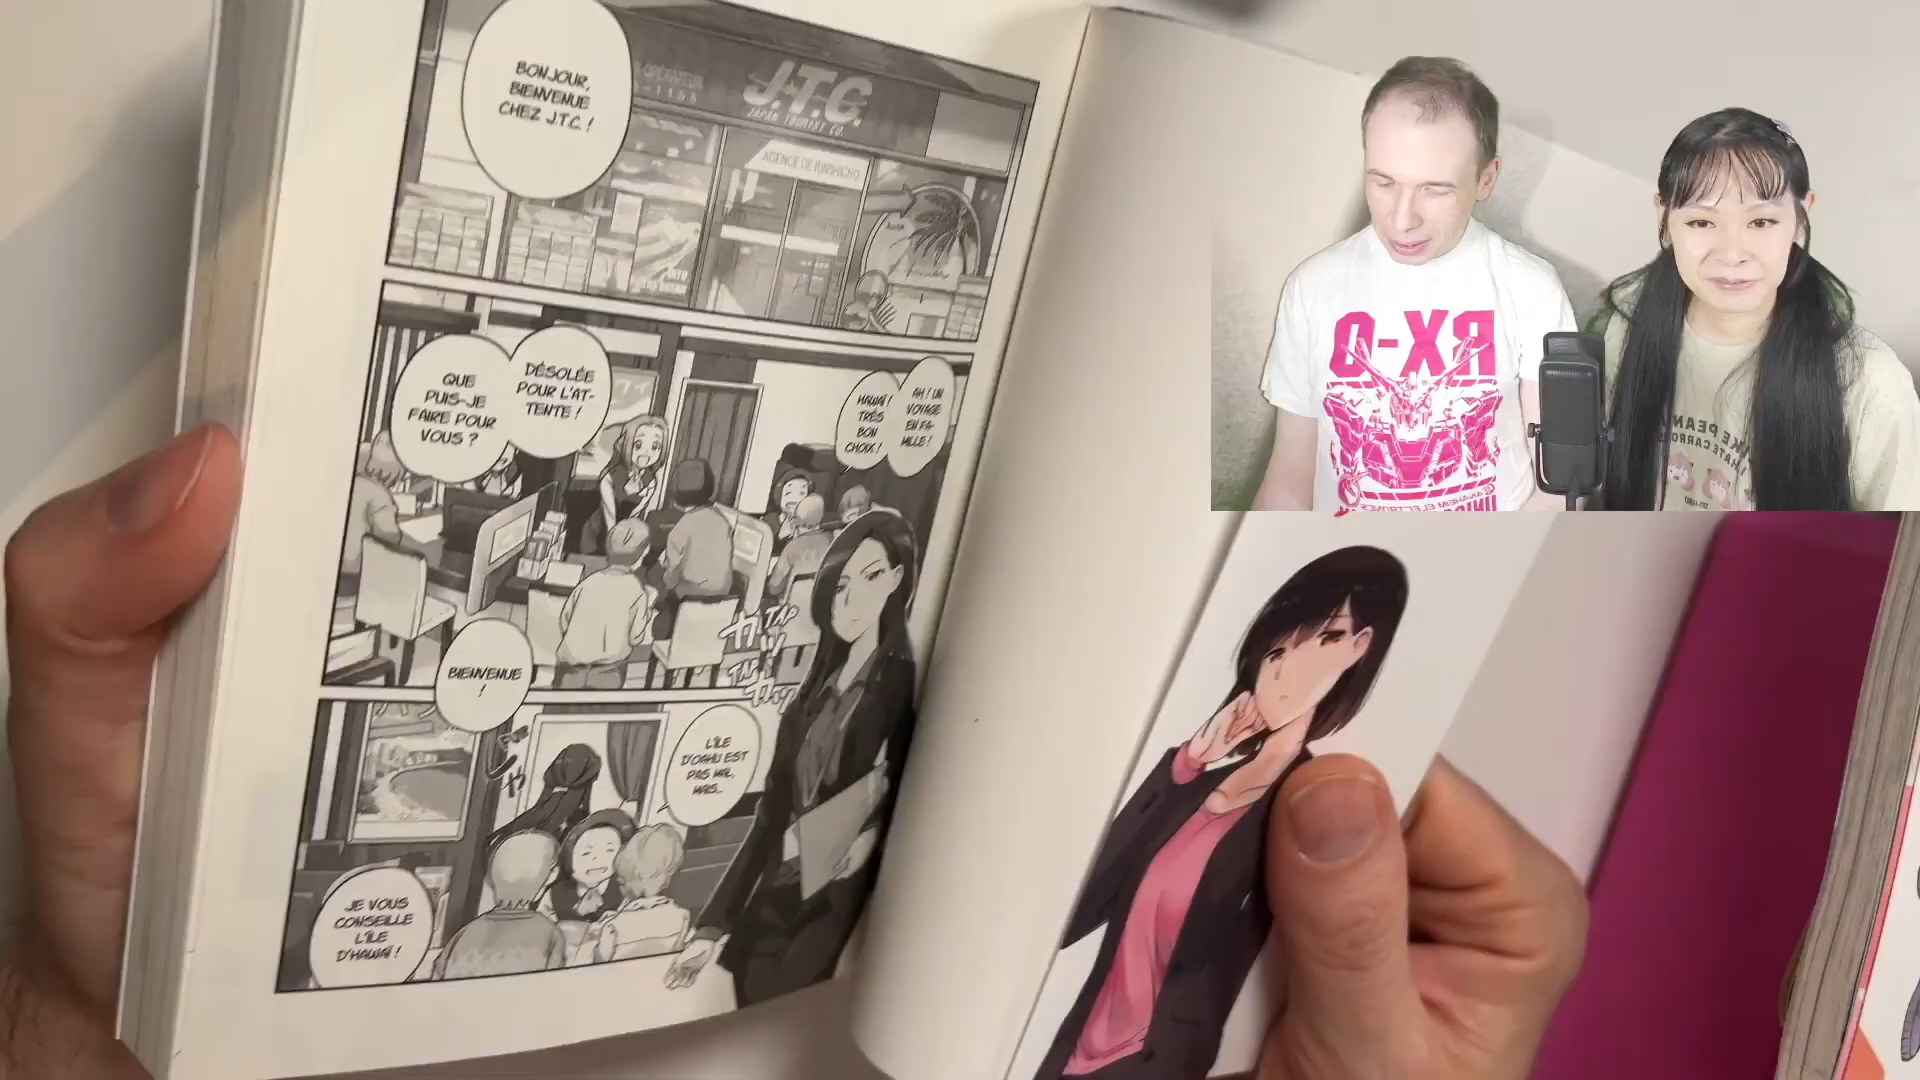 BONJOUR,
BIENVENUE
CHEZ J.T.C. !
J.T.C.
JAPAN TOURIST CO.
AGENCE DE
QUE
PUIS-JE
FAIRE POUR
VOUS ?
DÉSOLÉE
POUR L'AT-
TENTE !
HAWAÏ !
TRÈS
BON
CHOIX !
AH ! UN
VOYAGE
EN FA-
MILLE !
TAP
TAP
BIENVENUE
!
L'ÎLE
D'OAHU EST
PAS MAL,
MAIS...
JE VOUS
CONSEILLE
L'ÎLE
D'HAWAÏ !
RX-0